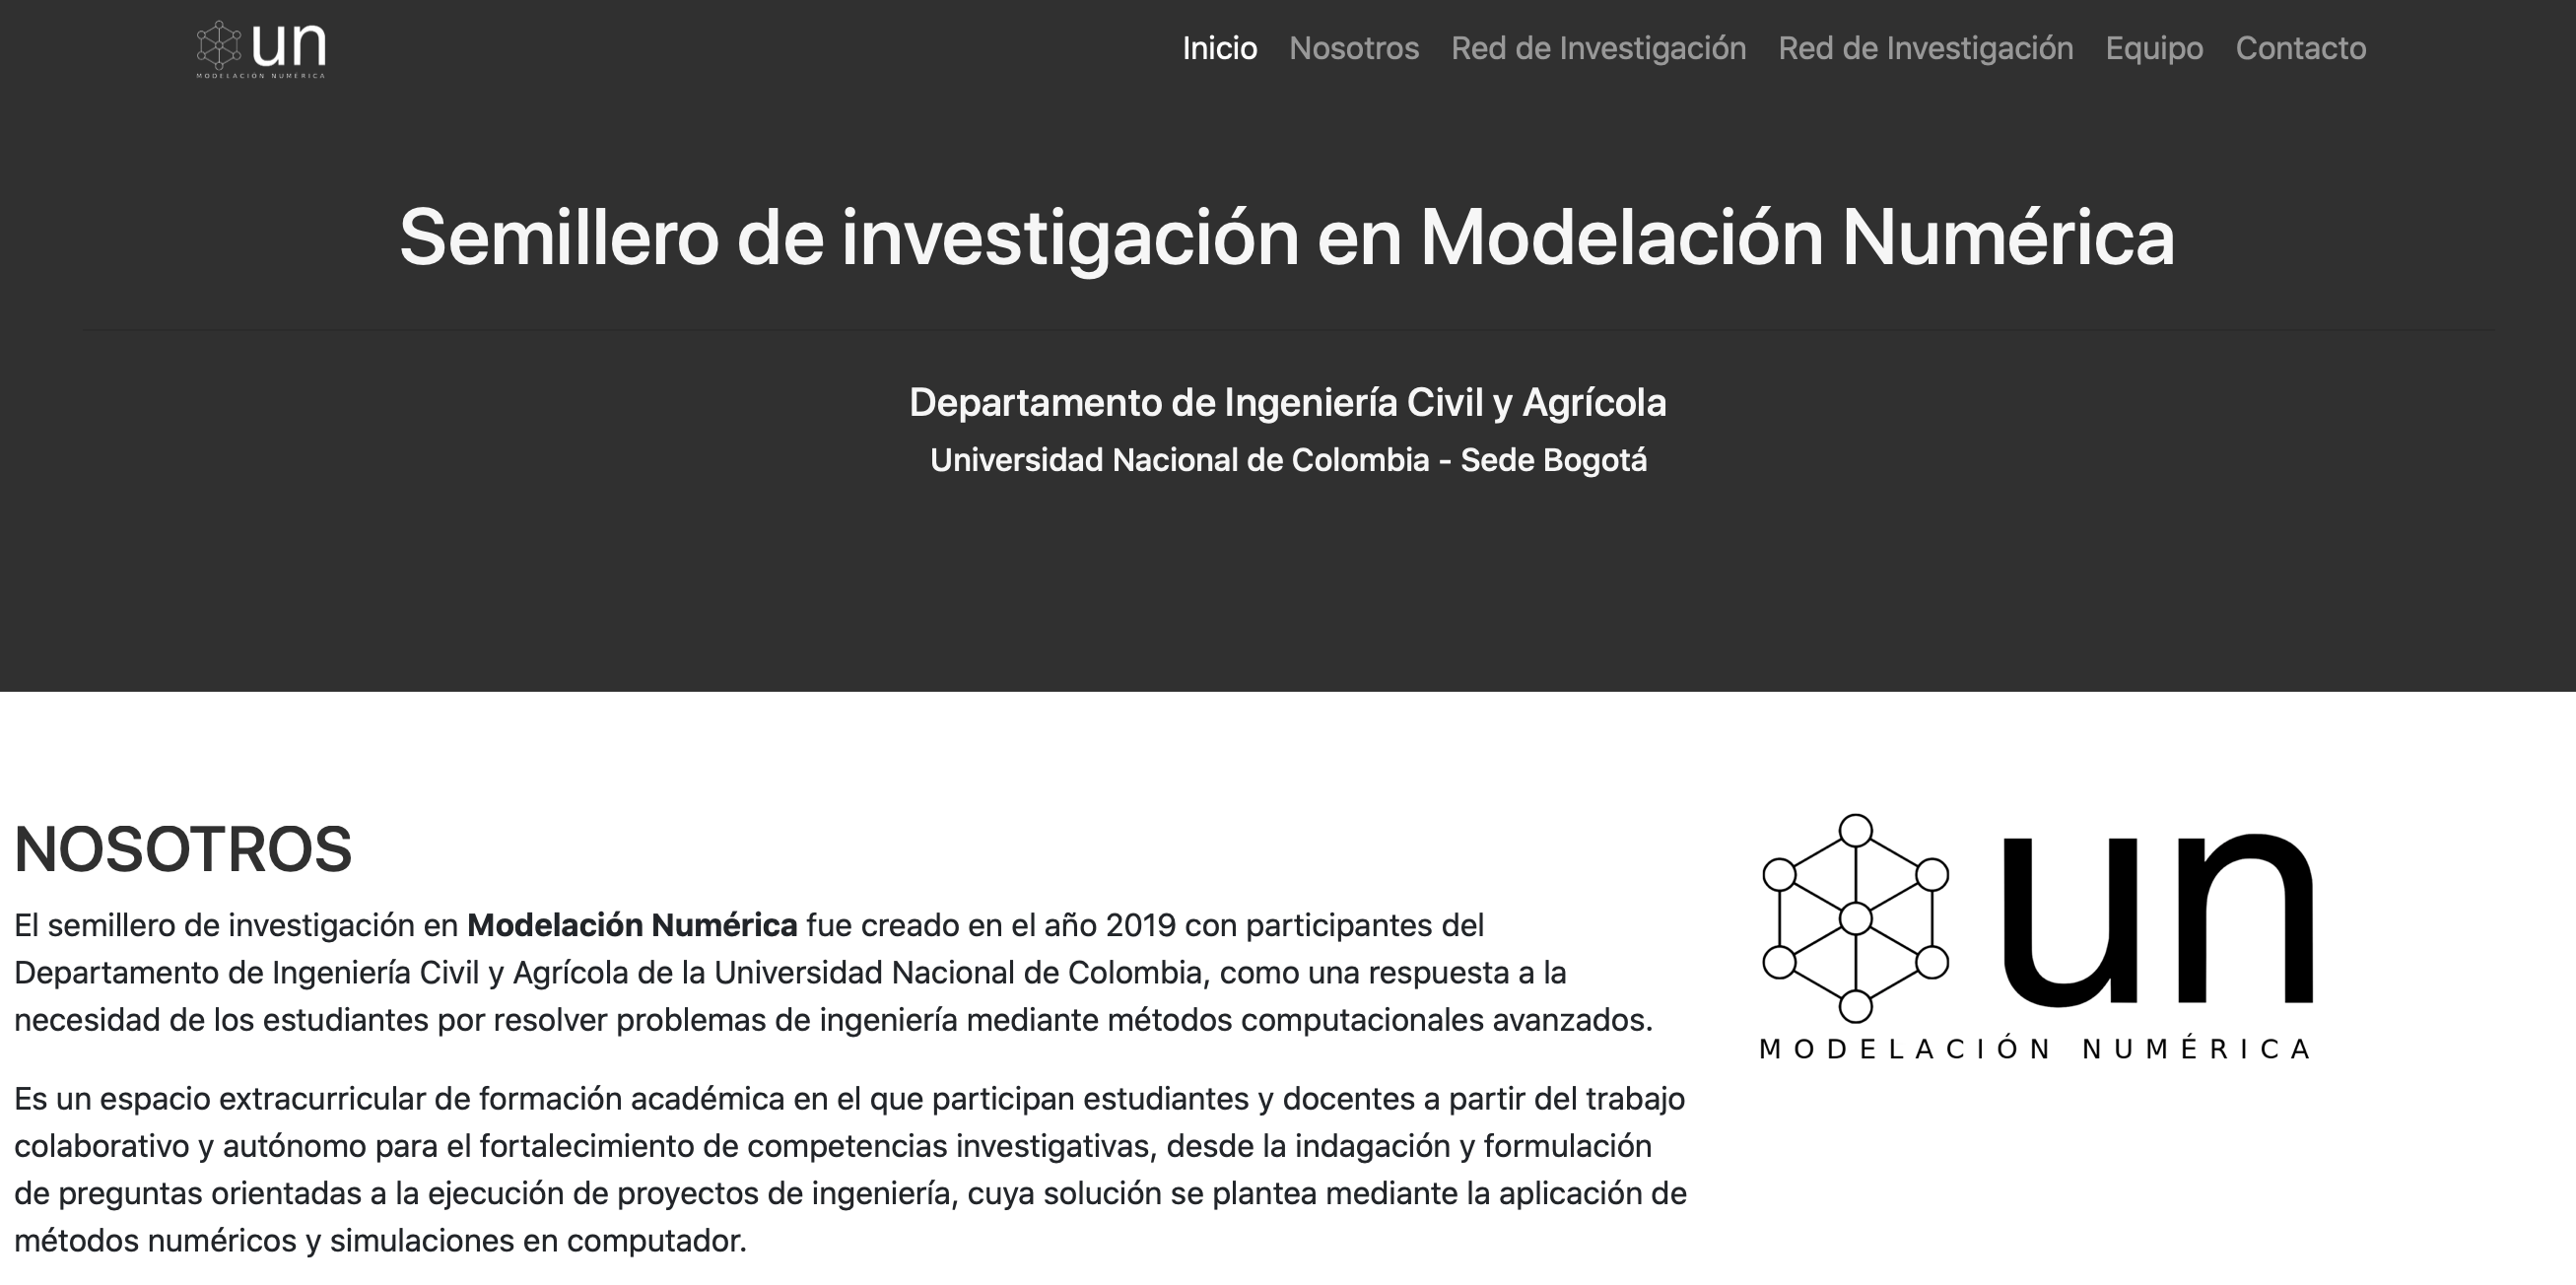 un
MODELACIÓN NUMÉRICA
Inicio Nosotros Red de Investigación Red de Investigación Equipo Contacto
Semillero de investigación en Modelación Numérica
Departamento de Ingeniería Civil y Agrícola
Universidad Nacional de Colombia - Sede Bogotá
NOSOTROS
El semillero de investigación en Modelación Numérica fue creado en el año 2019 con participantes del
Departamento de Ingeniería Civil y Agrícola de la Universidad Nacional de Colombia, como una respuesta a la
necesidad de los estudiantes por resolver problemas de ingeniería mediante métodos computacionales avanzados.
Es un espacio extracurricular de formación académica en el que participan estudiantes y docentes a partir del trabajo
colaborativo y autónomo para el fortalecimiento de competencias investigativas, desde la indagación y formulación
de preguntas orientadas a la ejecución de proyectos de ingeniería, cuya solución se plantea mediante la aplicación de
métodos numéricos y simulaciones en computador.
un
MODELACIÓN NUMÉRICA